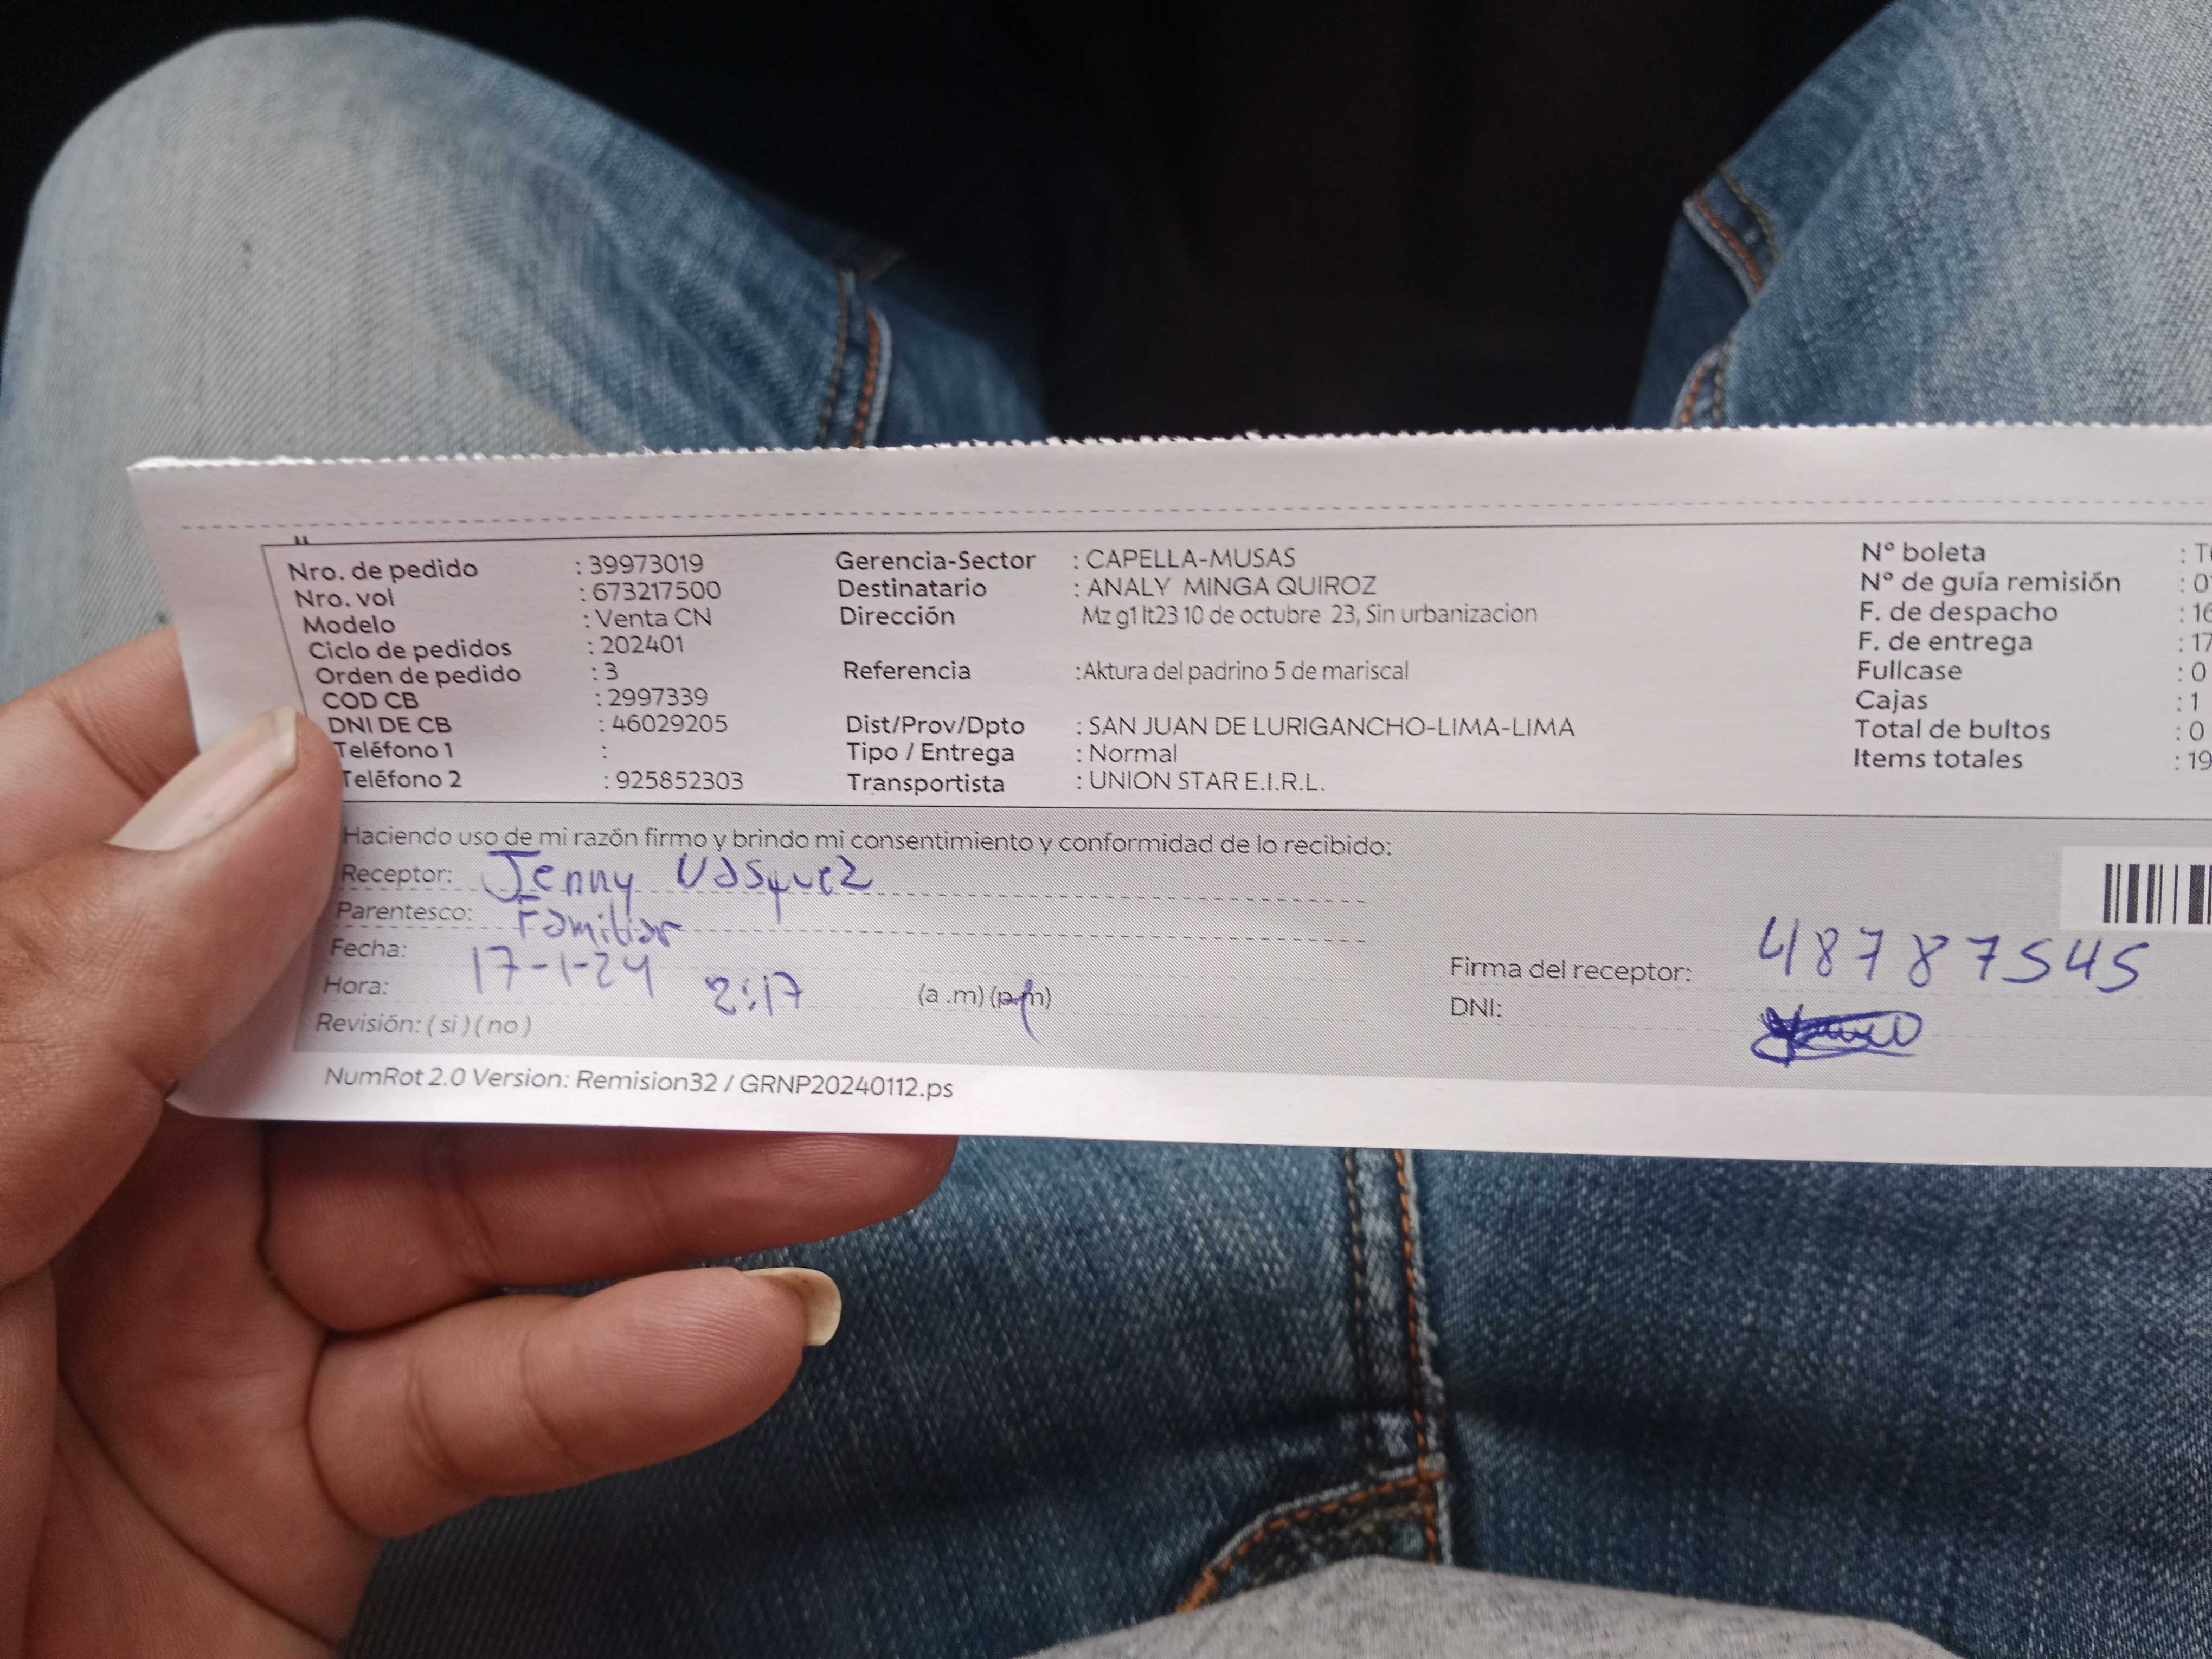 Nro. de pedido : 39973019 Gerencia-Sector : CAPELLA-MUSAS Nº boleta : T
Nro. vol : 673217500 Destinatario : ANALY MINGA QUIROZ Nº de guía remisión : 0
Modelo : Venta CN Dirección Mz g1 lt23 10 de octubre 23, Sin urbanizacion F. de despacho : 16
Ciclo de pedidos : 202401 F. de entrega : 17
Orden de pedido : 3 Referencia :Aktura del padrino 5 de mariscal Fullcase : 0
COD CB : 2997339 Cajas : 1
DNI DE CB : 46029205 Dist/Prov/Dpto : SAN JUAN DE LURIGANCHO-LIMA-LIMA Total de bultos : 0
Teléfono 1 : Tipo / Entrega : Normal Items totales : 19
Teléfono 2 : 925852303 Transportista : UNION STAR E.I.R.L.
Haciendo uso de mi razón firmo y brindo mi consentimiento y conformidad de lo recibido:
Receptor: Jenny Vasquez
Parentesco: Familiar
Fecha: 17-1-24 Firma del receptor: 48787545
Hora: 2:17 (a .m) (p.m) DNI:
Revisión: ( si ) ( no )
NumRot 2.0 Version: Remision32 / GRNP20240112.ps